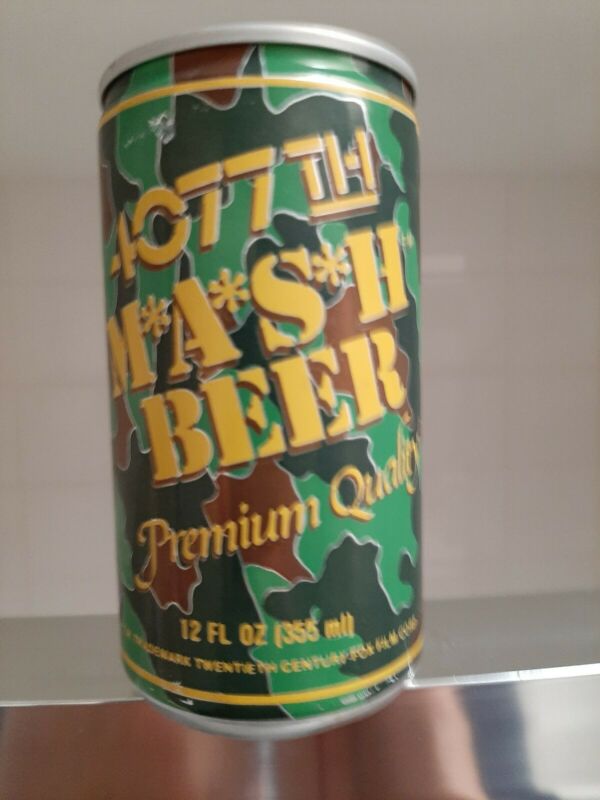 4077TH
M*A*S*H
BEER
Premium Quality
12 FL OZ (355 ml)
TRADEMARK TWENTIETH CENTURY-FOX FILM CORP.